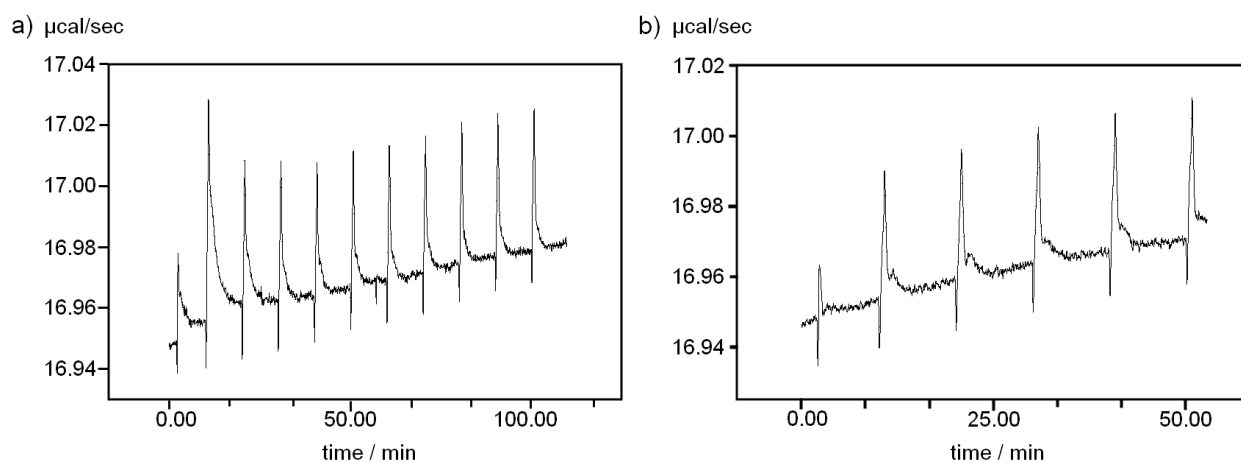 a) µcal/sec
17.04
17.02
17.00
16.98
16.96
16.94
0.00 50.00 100.00
time / min
b) µcal/sec
17.02
17.00
16.98
16.96
16.94
0.00 25.00 50.00
time / min